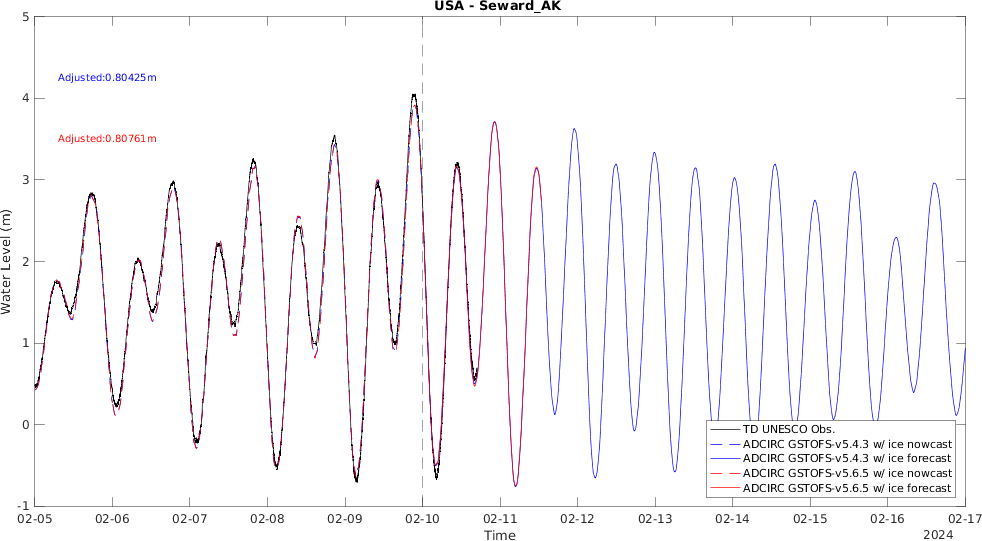 USA - Seward_AK
5
4
3
2
1
0
-1
Water Level (m)
Adjusted:0.80425m
Adjusted:0.80761m
TD UNESCO Obs.
ADCIRC GSTOFS-v5.4.3 w/ ice nowcast
ADCIRC GSTOFS-v5.4.3 w/ ice forecast
ADCIRC GSTOFS-v5.6.5 w/ ice nowcast
ADCIRC GSTOFS-v5.6.5 w/ ice forecast
02-05 02-06 02-07 02-08 02-09 02-10 02-11 02-12 02-13 02-14 02-15 02-16 02-17
Time
2024